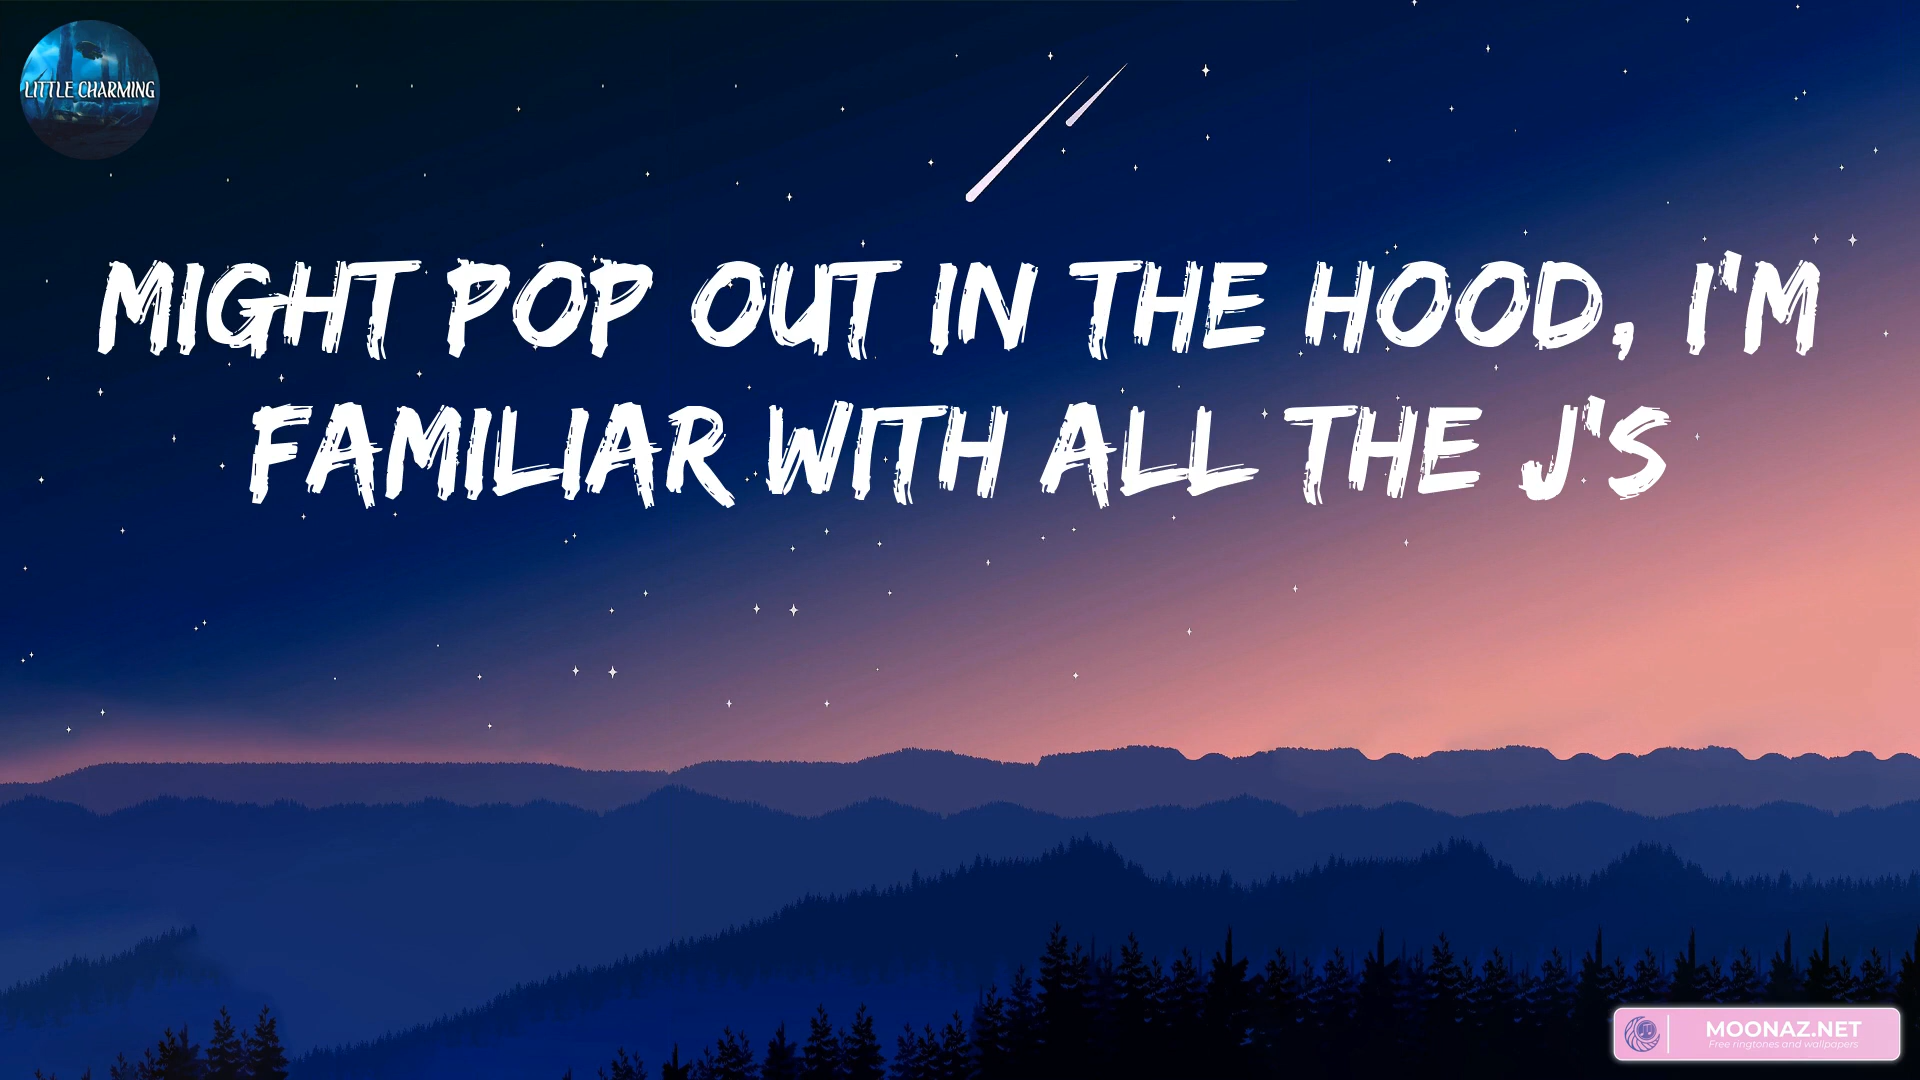 LITTLE CHARMING
MIGHT POP OUT IN THE HOOD, I'M
FAMILIAR WITH ALL THE J'S
MOONAZ.NET
Free ringtones and wallpapers